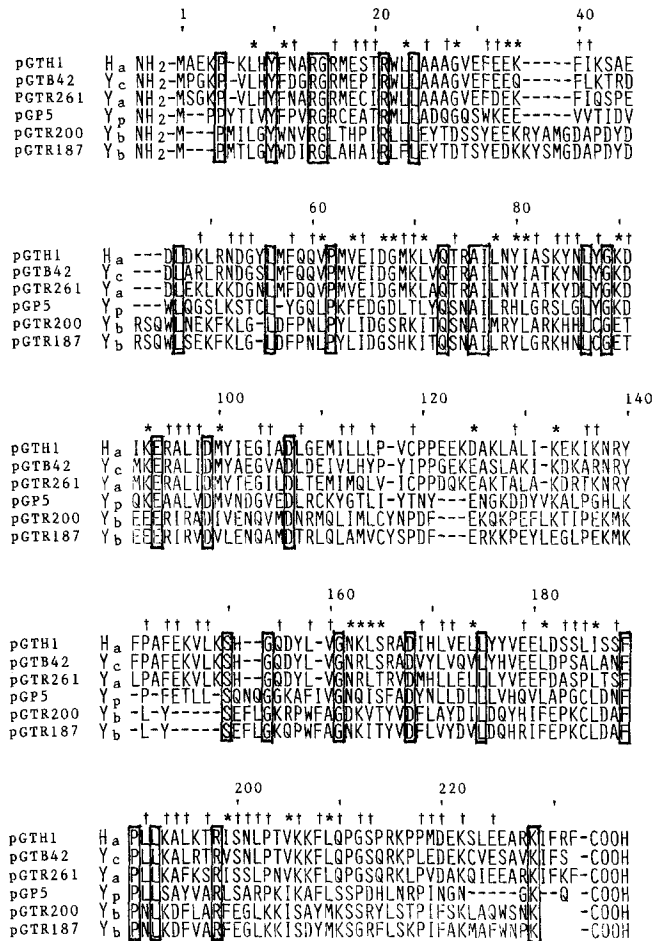 1 20 40
* * † * † † † † * † † * † † * * † †
pGTH1 Ha NH2-MAEKP-KLHYFNARGRMESTRWLLAAAGVEFEEK-----FIKSAE
pGTB42 Yc NH2-MPGKP-VLHYFDGRGRMEPIRWLLAAAGVEFEEQ-----FLKTRD
PGTR261 Ya NH2-MSGKP-VLHYFNARGRMECIRWLLAAAGVEFDEK-----FIQSPE
pGP5 Yp NH2-M--PPYTIVYFPVRGRCEATRMLLADQGQSWKEE-----VVTIDV
pGTR200 Yb NH2-M---PMILGYWNVRGLTHPIRLLLEYTDSSYEEKRYAMGDAPDYD
pGTR187 Yb NH2-M---PMTLGYWDIRGLAHAIRLFLEYTDTSYEDKKYSMGDAPDYD
60 80
pGTH1 Ha ---DLDKLRNDGYLMFQQVPMVEIDGMKLVQTRAILNYIASKYNLYGKD
pGTB42 Yc ---DLARLRNDGSLMFQQVPMVEIDGMKLVQTRAILNYIATKYNLYGKD
pGTR261 Ya ---DLEKLKKDGNLMFDQVPMVEIDGMKLAQTRAILNYIATKYDLYGKD
pGP5 Yp ---WLQGSLKSTCL-YGQLPKFEDGDLTLYQSNAILRHLGRSLGLYGKD
pGTR200 Yb RSQWLNEKFKLG-LDFPNLPYLIDGSRKITQSNAIMRYLARKHHLCGET
pGTR187 Yb RSQWLSEKFKLG-LDFPNLPYLIDGSHKITQSNAILRYLGRKHNLCGET
100 120 140
pGTH1 Ha IKERALIDMYIEGIADLGEMILLLP-VCPPEEKDAKLALI-KEKIKNRY
pGTB42 Yc MKERALIDMYAEGVADLDEIVLHYP-YIPPGEKEASLAKI-KDKARNRY
pGTR261 Ya MKERALIDMYTEGILDLTEMIMQLV-ICPPDQKEAKTALA-KDRTKNRY
pGP5 Yp QKEAALVDMVNDGVEDLRCKYGTLI-YTNY---ENGKDDYVKALPGHLK
pGTR200 Yb EEERIRADIVENQVMDNRMQLIMLCYNPDF---EKQKPEFLKTIPEKMK
pGTR187 Yb EEERIRVDVLENQAMDTRLQLAMVCYSPDF---ERKKPEYLEGLPEKMK
160 180
pGTH1 Ha FPAFEKVLKSH--GQDYL-VGNKLSRADIHLVELLYYVEELDSSLISSF
pGTB42 Yc FPAFEKVLKSH--GQDYL-VGNRLSRADVYLVQVLYHVEELDPSALANF
pGTR261 Ya LPAFEKVLKSH--GQDYL-VGNRLTRVDMHLLELLLYVEEFDASPLTSF
pGP5 Yp -P-FETLL-SQNQGGKAFIVGNQISFADYNLLDLLLVHQVLAPGCLDNF
pGTR200 Yb -L-Y-----SEFLGKRPWFAGDKVTYVDFLAYDILDQYHIFEPKCLDAF
pGTR187 Yb -L-Y-----SEFLGKQPWFAGNKITYVDFLVYDVLDQHRIFEPKCLDAF
200 220
pGTH1 Ha PLLKALKTRISNLPTVKKFLQPGSPRKPPMDEKSLEEARKIFRF-COOH
pGTB42 Yc PLLKALRTRVSNLPTVKKFLQPGSQRKPLEDEKCVESAVKIFS -COOH
pGTR261 Ya PLLKAFKSRISSLPNVKKFLQPGSQRKLPVDAKQIEEARKIFKF-COOH
pGP5 Yp PLLSAYVARLSARPKIKAFLSSPDHLNRPINGN-----GK--Q -COOH
pGTR200 Yb PNLKDFLARFEGLKKISAYMKSSRYLSTPIFSKLAQWSNK -COOH
pGTR187 Yb PNLKDFVARFEGLKKISDYMKSGRFLSKPIFAKMAFWNPK -COOH